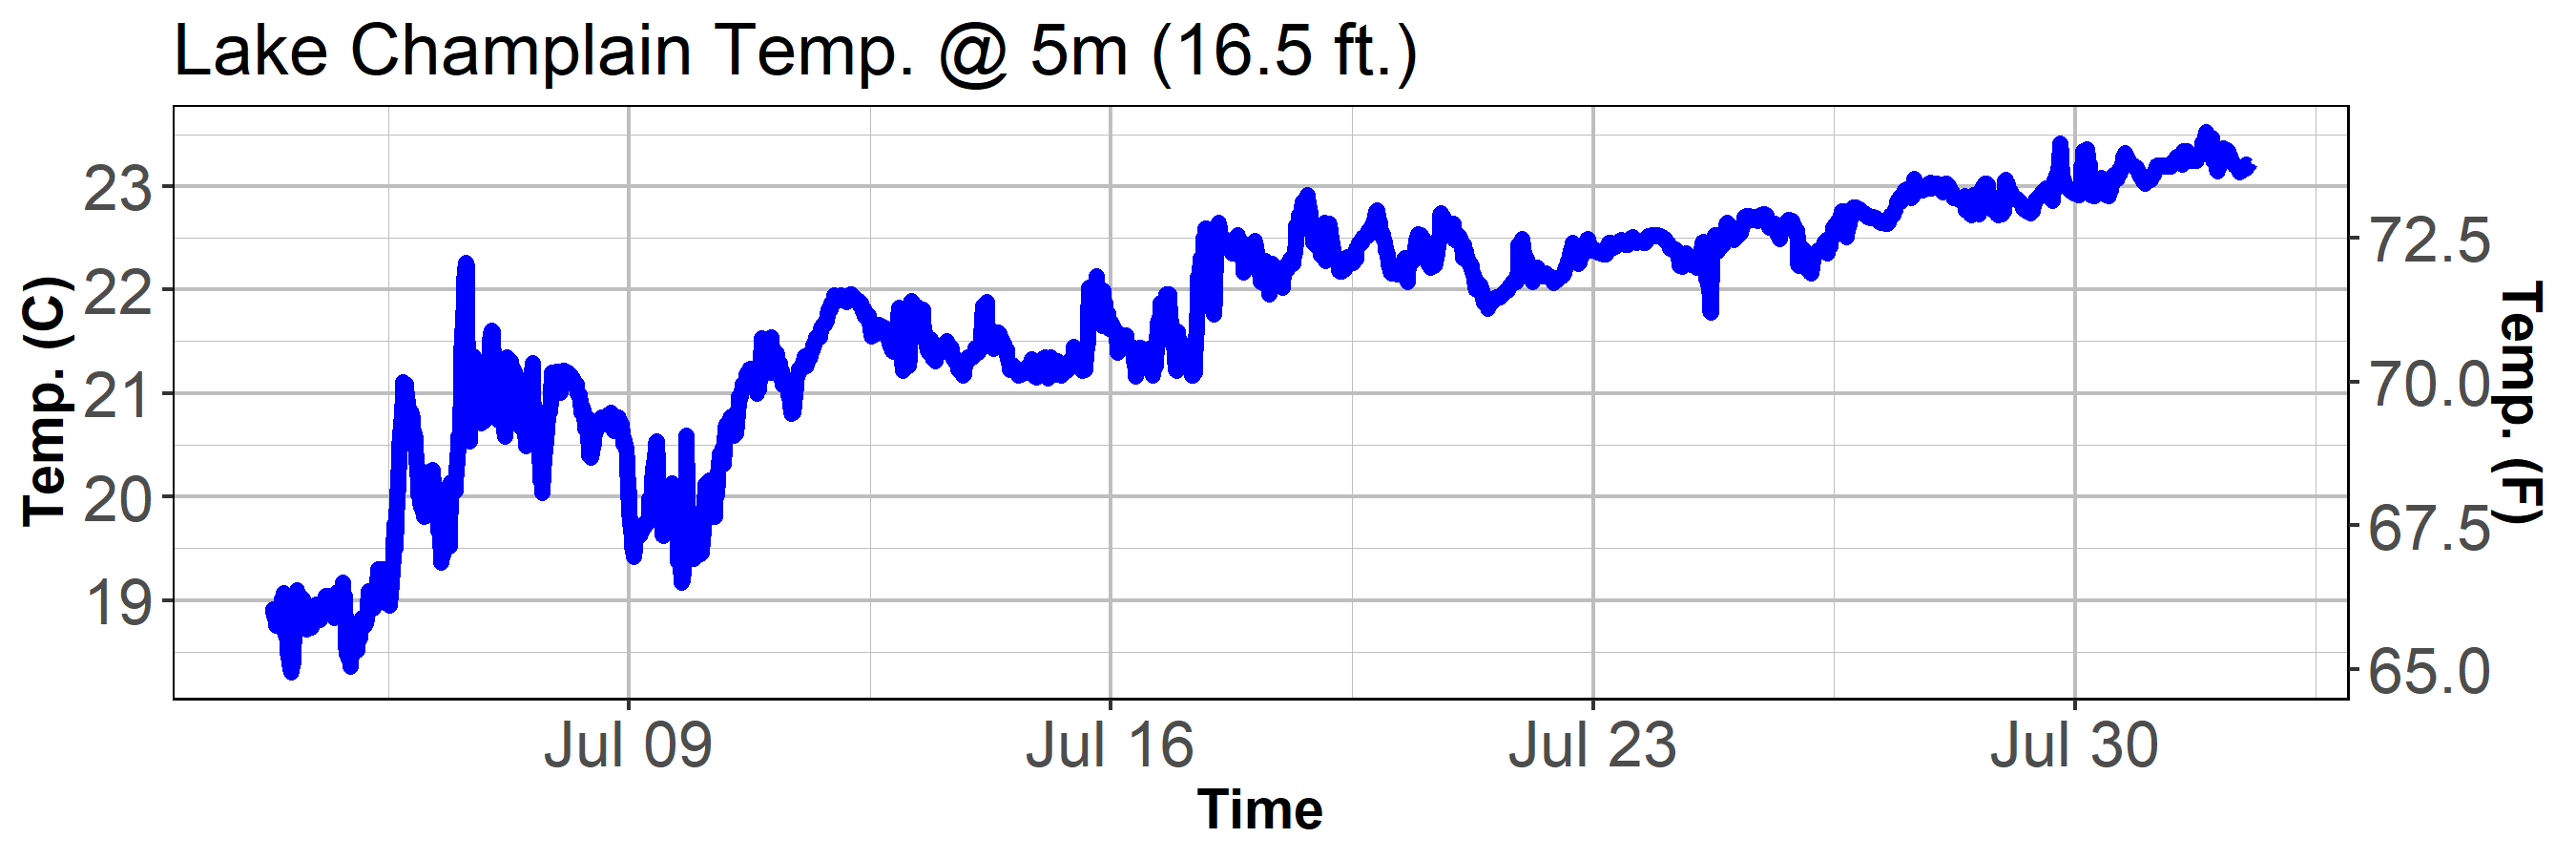 Lake Champlain Temp. @ 5m (16.5 ft.)
Temp. (C)
23
22
21
20
19
72.5
70.0
67.5
65.0
Temp. (F)
Jul 09 Jul 16 Jul 23 Jul 30
Time